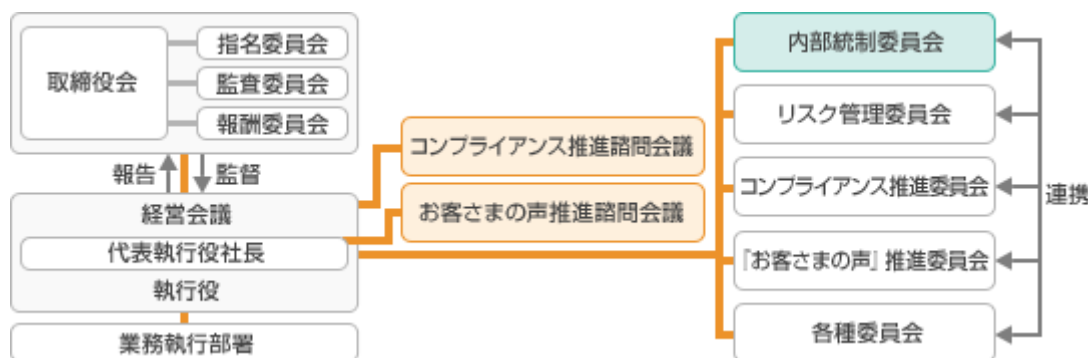 取締役会
指名委員会
監査委員会
報酬委員会
報告
監督
経営会議
代表執行役社長
執行役
業務執行部署
コンプライアンス推進諮問会議
お客さまの声推進諮問会議
内部統制委員会
リスク管理委員会
コンプライアンス推進委員会
『お客さまの声』推進委員会
各種委員会
連携